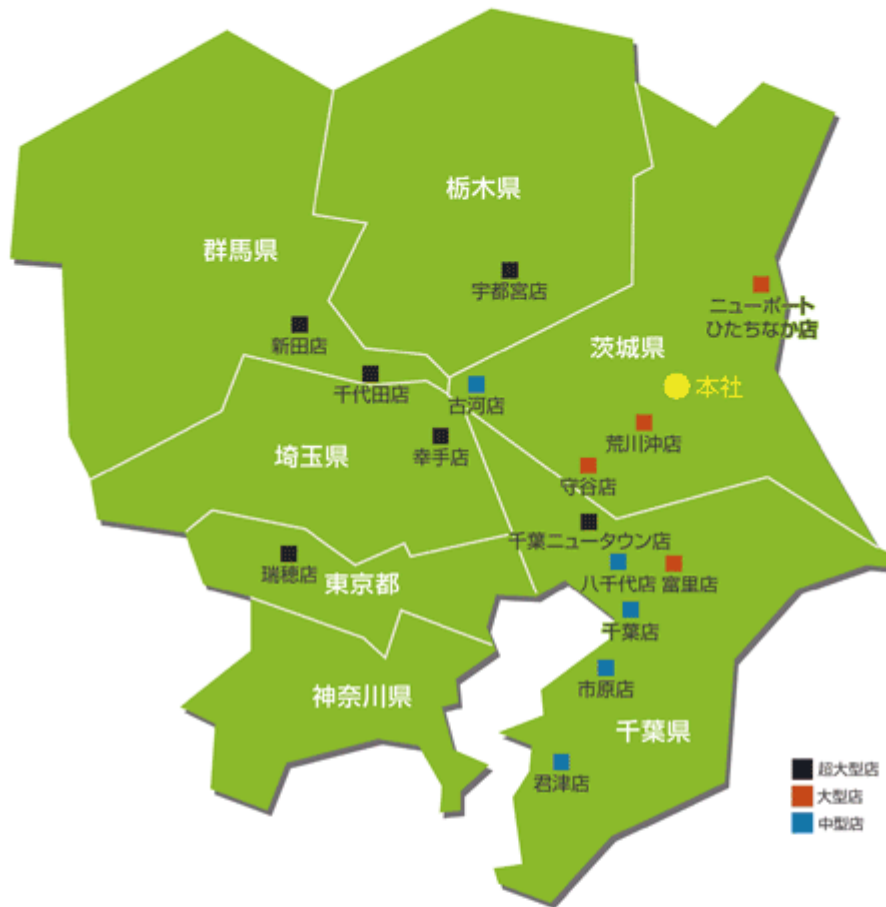 栃木県
群馬県
宇都宮店
ニューポート
ひたちなか店
新田店
茨城県
千代田店
古河店
本社
幸手店
荒川沖店
埼玉県
守谷店
千葉ニュータウン店
瑞穂店
東京都
八千代店
富里店
千葉店
市原店
神奈川県
千葉県
君津店
超大型店
大型店
中型店